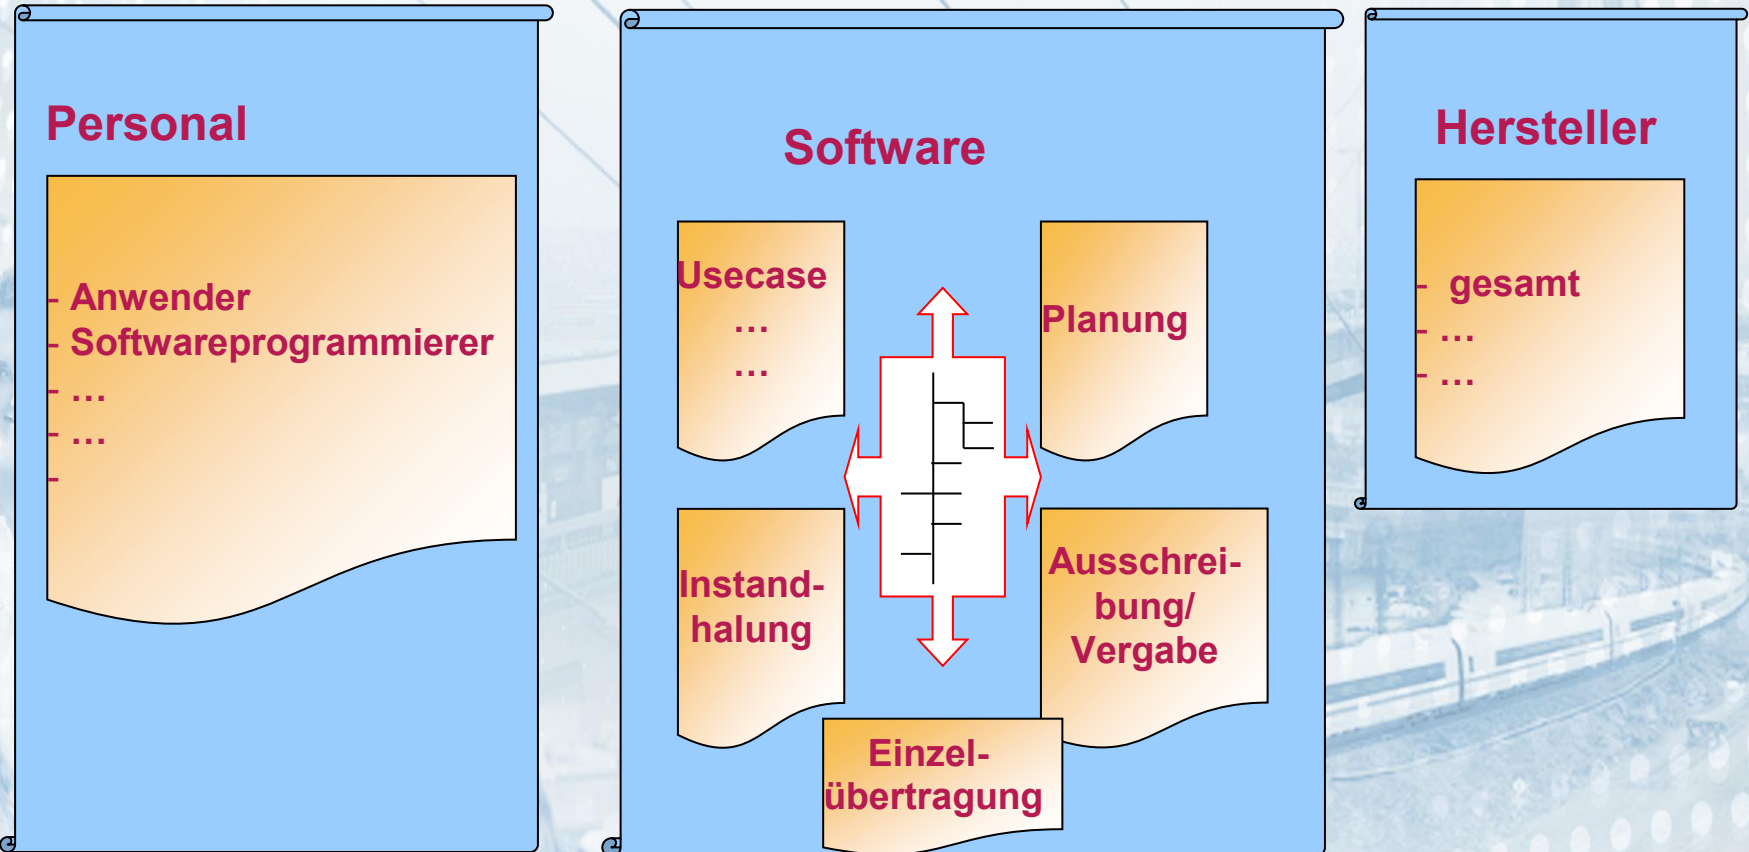 Personal
- Anwender
- Softwareprogrammierer
- …
- …
-
Software
Usecase
…
…
Planung
Instand-
halung
Ausschrei-
bung/
Vergabe
Einzel-
übertragung
Hersteller
- gesamt
- …
- …